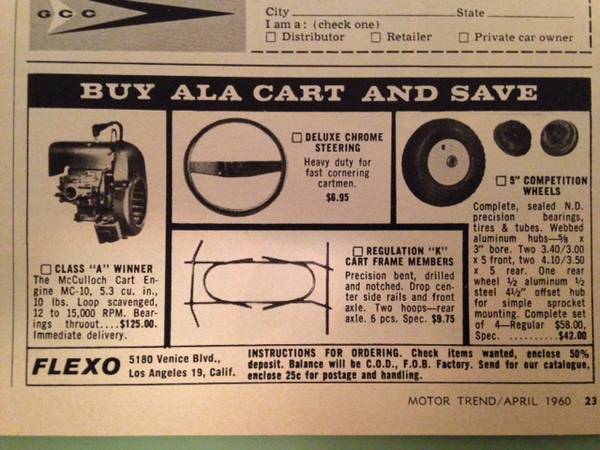 GCC
City State
I am a: (check one)
Distributor Retailer Private car owner
BUY ALA CART AND SAVE
CLASS "A" WINNER
The McCulloch Cart En-
gine MC-10, 5.3 cu. in.,
10 lbs. Loop scavenged,
12 to 15,000 RPM. Bear-
ings thruout....$125.00.
Immediate delivery.
DELUXE CHROME
STEERING
Heavy duty for
fast cornering
cartmen.
$6.95
REGULATION "K"
CART FRAME MEMBERS
Precision bent, drilled
and notched. Drop cen-
ter side rails and front
axle. Two hoops—rear
axle. 6 pcs. Spec. $9.75
5" COMPETITION
WHEELS
Complete, sealed N.D.
precision bearings,
tires & tubes. Webbed
aluminum hubs—5/8 x
3" bore. Two 3.40/3.00
x 5 front, two 4.10/3.50
x 5 rear. One rear
wheel 1/2 aluminum 1/2
steel 4 1/2" offset hub
for simple sprocket
mounting. Complete set
of 4—Regular $58.00,
Spec. ..........$42.00
FLEXO
5180 Venice Blvd.,
Los Angeles 19, Calif.
INSTRUCTIONS FOR ORDERING. Check items wanted, enclose 50%
deposit. Balance will be C.O.D., F.O.B. Factory. Send for our catalogue,
enclose 25c for postage and handling.
MOTOR TREND/APRIL 1960 23